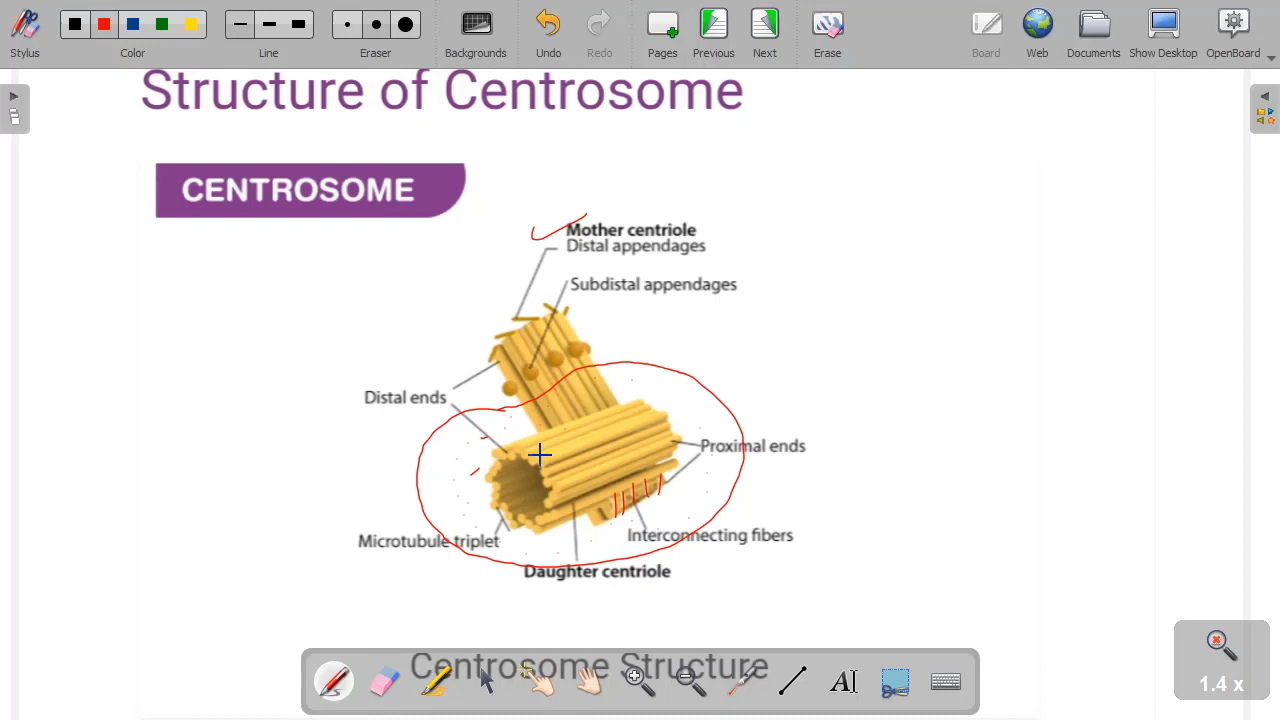 Stylus
Color
Line
Eraser
Backgrounds
Undo
Redo
Pages
Previous
Next
Erase
Board
Web
Documents
Show Desktop
OpenBoard
Structure of Centrosome
CENTROSOME
Mother centriole
Distal appendages
Subdistal appendages
Distal ends
Proximal ends
Microtubule triplet
Interconnecting fibers
Daughter centriole
Centrosome Structure
AI
1.4 x